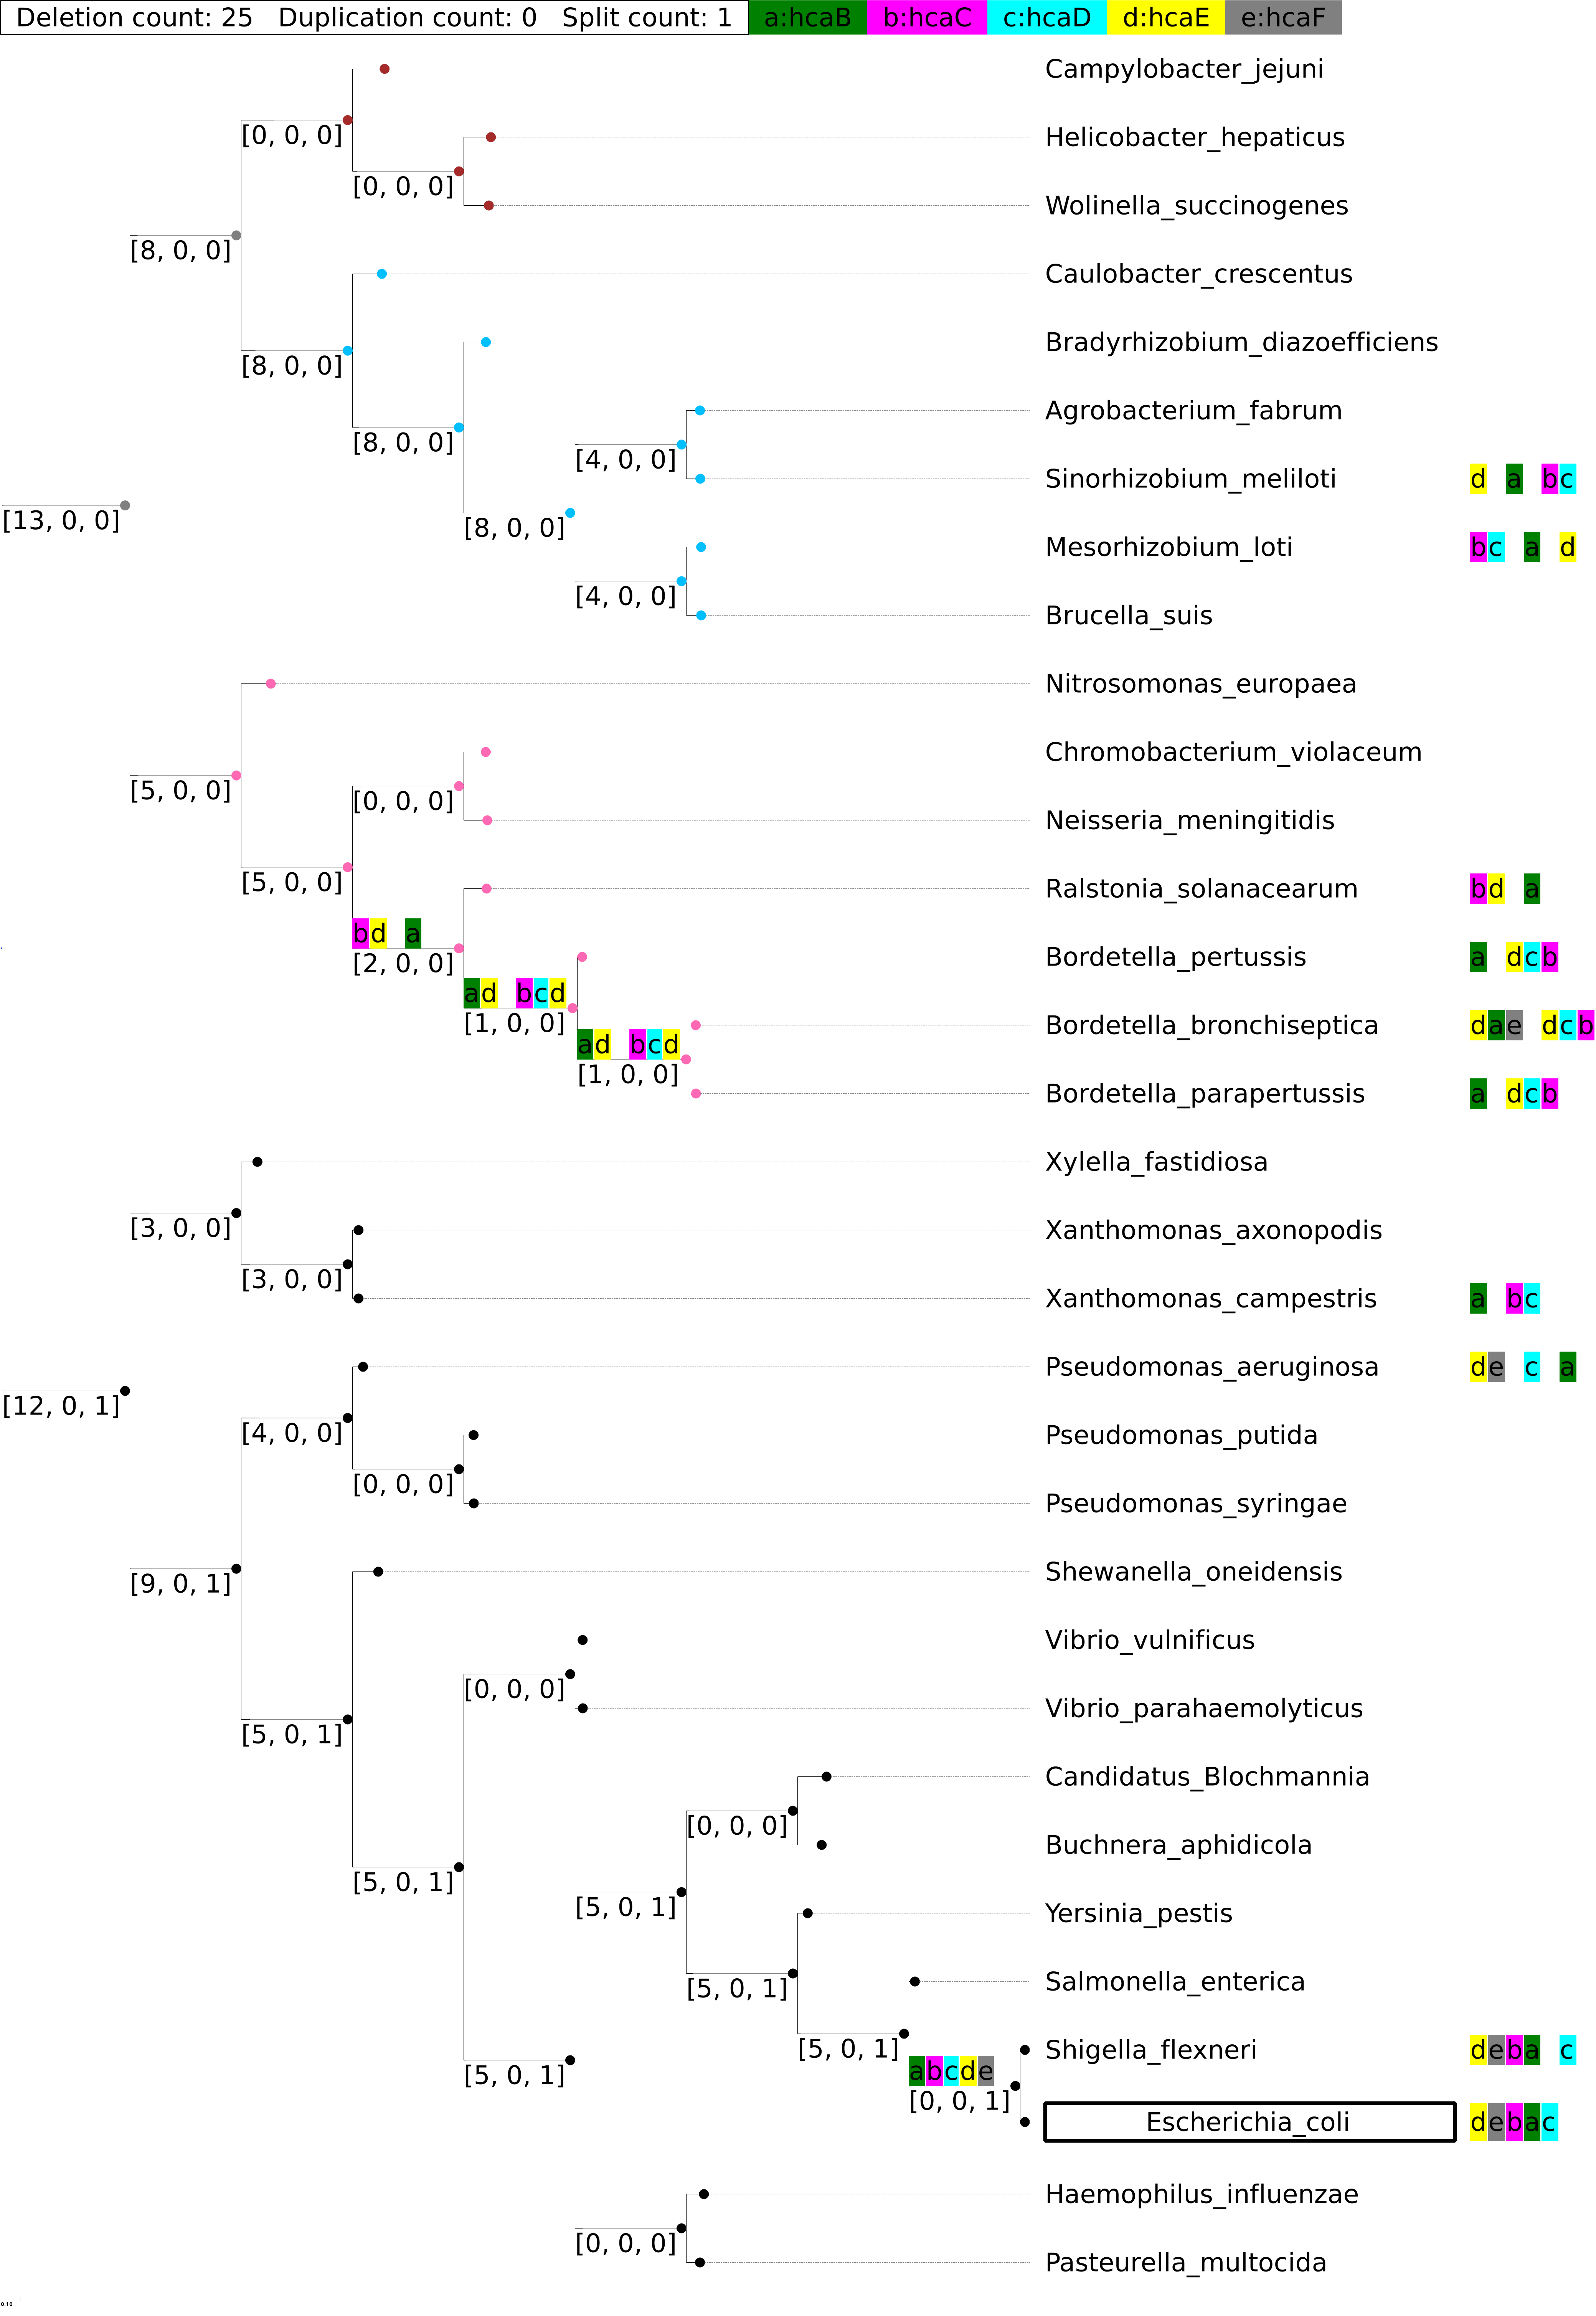 Deletion count: 25 Duplication count: 0 Split count: 1 a:hcaB b:hcaC c:hcaD d:hcaE e:hcaF
Campylobacter_jejuni
[0, 0, 0]
Helicobacter_hepaticus
[0, 0, 0]
Wolinella_succinogenes
[8, 0, 0]
Caulobacter_crescentus
Bradyrhizobium_diazoefficiens
[8, 0, 0]
Agrobacterium_fabrum
[8, 0, 0]
[4, 0, 0]
Sinorhizobium_meliloti d a bc
[13, 0, 0]
[8, 0, 0]
Mesorhizobium_loti bc a d
[4, 0, 0]
Brucella_suis
Nitrosomonas_europaea
Chromobacterium_violaceum
[5, 0, 0]
[0, 0, 0]
Neisseria_meningitidis
[5, 0, 0]
Ralstonia_solanacearum bd a
bd a
[2, 0, 0]
Bordetella_pertussis a dcb
ad bcd
[1, 0, 0]
Bordetella_bronchiseptica dae dcb
ad bcd
[1, 0, 0]
Bordetella_parapertussis a dcb
Xylella_fastidiosa
[3, 0, 0]
Xanthomonas_axonopodis
[3, 0, 0]
Xanthomonas_campestris a bc
Pseudomonas_aeruginosa de c a
[12, 0, 1]
[4, 0, 0]
Pseudomonas_putida
[0, 0, 0]
Pseudomonas_syringae
Shewanella_oneidensis
[9, 0, 1]
Vibrio_vulnificus
[0, 0, 0]
Vibrio_parahaemolyticus
[5, 0, 1]
Candidatus_Blochmannia
[0, 0, 0]
Buchnera_aphidicola
[5, 0, 1]
[5, 0, 1]
Yersinia_pestis
Salmonella_enterica
[5, 0, 1]
[5, 0, 1]
Shigella_flexneri deba c
abcde
[5, 0, 1]
[0, 0, 1]
Escherichia_coli debac
Haemophilus_influenzae
[0, 0, 0]
Pasteurella_multocida
0.10